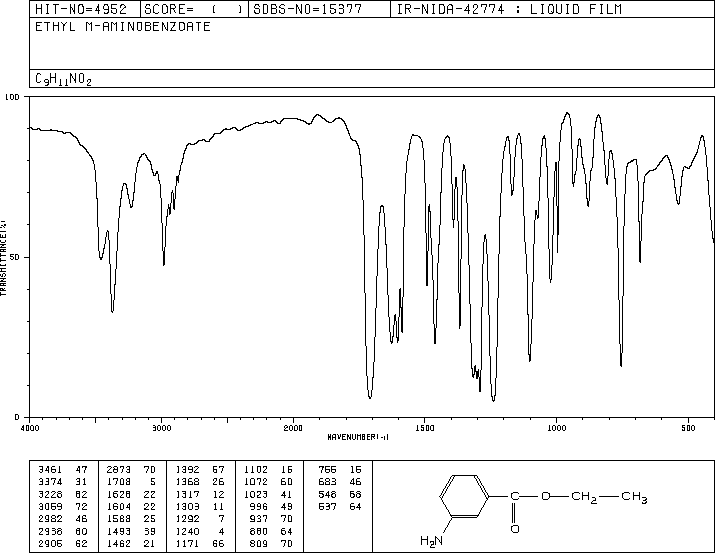 HIT-NO=4952 SCORE= ( ) SDBS-NO=15377 IR-NIDA-42774 : LIQUID FILM
ETHYL M-AMINOBENZOATE
C9H11NO2
100
50
0
TRANSMITTANCE(%)
4000 3000 2000 1500 1000 500
WAVENUMBER(-1)
3461 47 2873 70 1392 57 1102 16 756 15
3374 31 1708 5 1368 26 1072 60 683 46
3228 62 1628 22 1317 12 1023 41 548 68
3059 72 1604 22 1303 11 996 49 537 64
2982 46 1588 25 1292 7 937 70
2938 60 1493 39 1240 4 880 64
2905 62 1462 21 1171 66 809 70
H2N
C
O
O
CH2
CH3